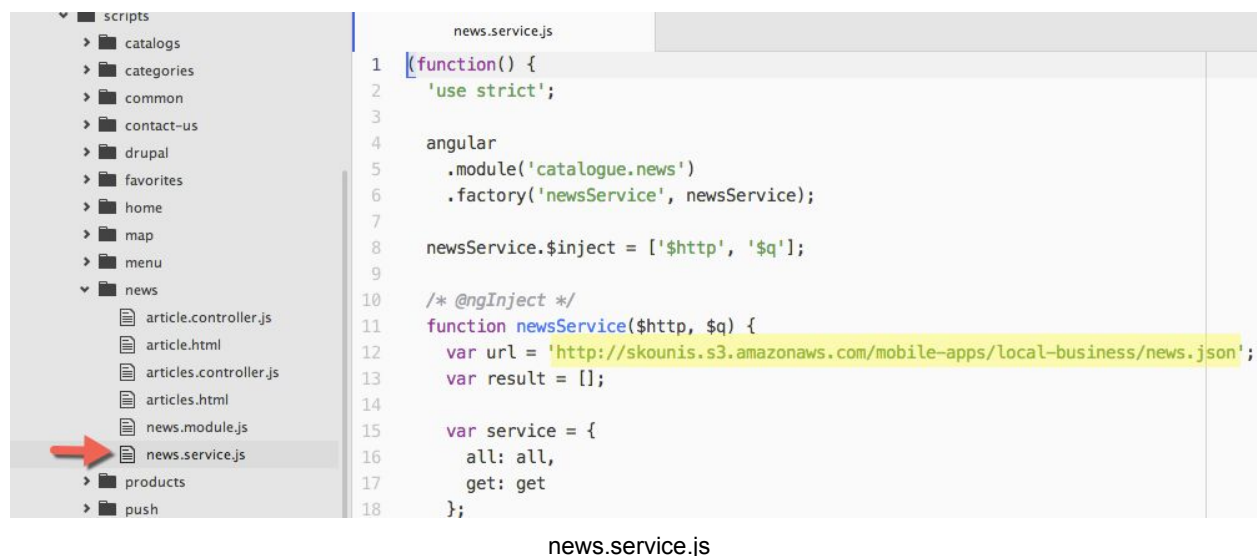 scripts
catalogs
categories
common
contact-us
drupal
favorites
home
map
menu
news
article.controller.js
article.html
articles.controller.js
articles.html
news.module.js
news.service.js
products
push
news.service.js
1 (function() {
2 'use strict';
3
4 angular
5 .module('catalogue.news')
6 .factory('newsService', newsService);
7
8 newsService.$inject = ['$http', '$q'];
9
10 /* @ngInject */
11 function newsService($http, $q) {
12 var url = 'http://skounis.s3.amazonaws.com/mobile-apps/local-business/news.json';
13 var result = [];
14
15 var service = {
16 all: all,
17 get: get
18 };
news.service.js